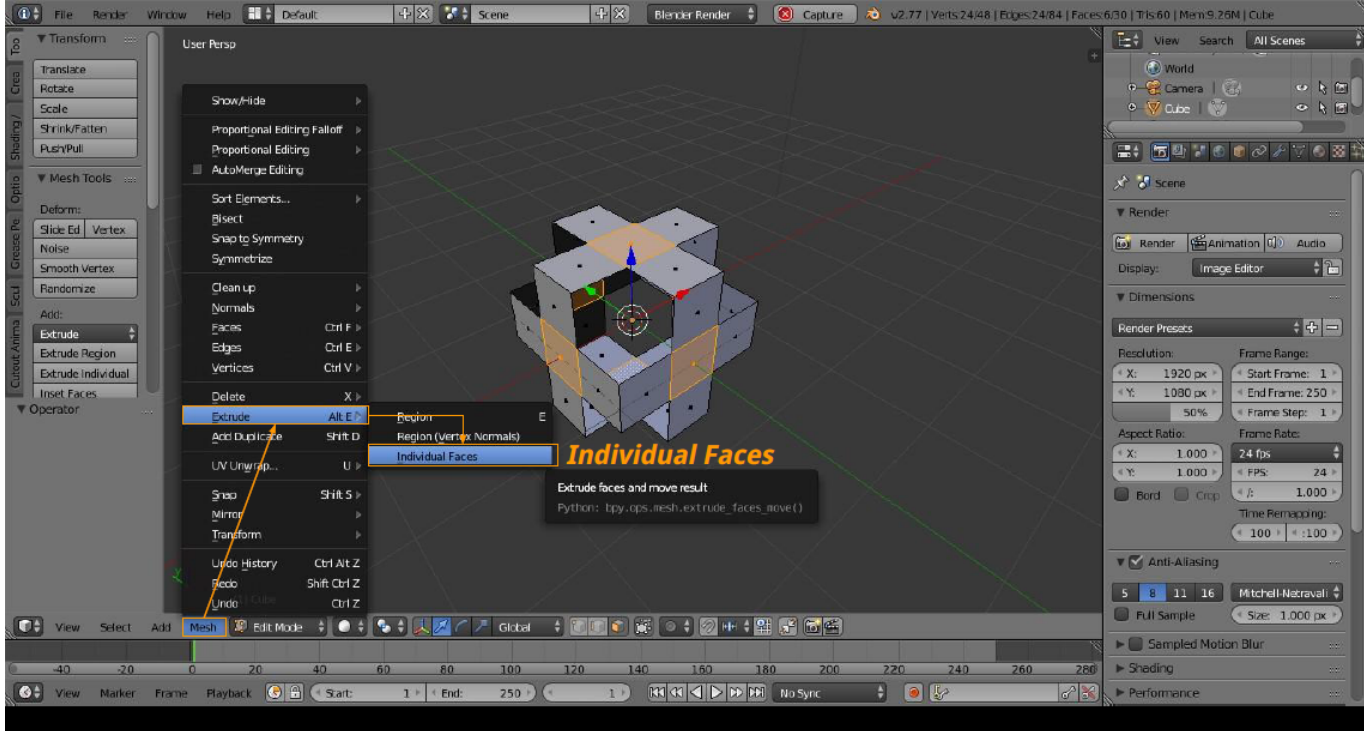 File Render Window Help Default Scene Blender Render Capture v2.77 | Verts:24/48 | Edges:24/84 | Faces:6/30 | Tris:60 | Mem:9.26M | Cube
Transform
Translate
Rotate
Scale
Shrink/Fatten
Push/Pull
Mesh Tools
Deform:
Slide Ed Vertex
Noise
Smooth Vertex
Randomize
Add:
Extrude
Extrude Region
Extrude Individual
Inset Faces
Operator
Too
Crea
Shading/
Optio
Grease Pe
Scul
Cutout Anima
User Persp
Show/Hide
Proportional Editing Falloff
Proportional Editing
AutoMerge Editing
Sort Elements...
Bisect
Snap to Symmetry
Symmetrize
Clean up
Normals
Faces Ctrl F
Edges Ctrl E
Vertices Ctrl V
Delete X
Extrude Alt E
Add Duplicate Shift D
UV Unwrap... U
Snap Shift S
Mirror
Transform
Undo History Ctrl Alt Z
Redo Shift Ctrl Z
Undo Ctrl Z
Region E
Region (Vertex Normals)
Individual Faces
Individual Faces
Extrude faces and move result
Python: bpy.ops.mesh.extrude_faces_move()
View Select Add Mesh Edit Mode Global
-40 -20 0 20 40 60 80 100 120 140 160 180 200 220 240 260 280
View Marker Frame Playback Start: 1 End: 250 1 No Sync
View Search All Scenes
World
Camera
Cube
Scene
Render
Render Animation Audio
Display: Image Editor
Dimensions
Render Presets
Resolution: Frame Range:
X: 1920 px Start Frame: 1
Y: 1080 px End Frame: 250
50% Frame Step: 1
Aspect Ratio: Frame Rate:
X: 1.000 24 fps
Y: 1.000 FPS: 24
Bord Crop /: 1.000
Time Remapping:
100 :100
Anti-Aliasing
5 8 11 16 Mitchell-Netravali
Full Sample Size: 1.000 px
Sampled Motion Blur
Shading
Performance